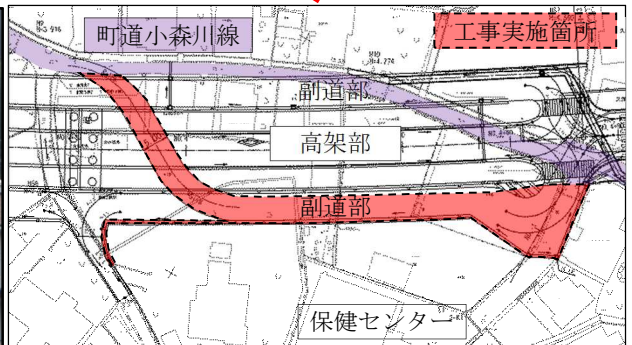 町道小森川線
工事実施箇所
副道部
高架部
副道部
保健センター